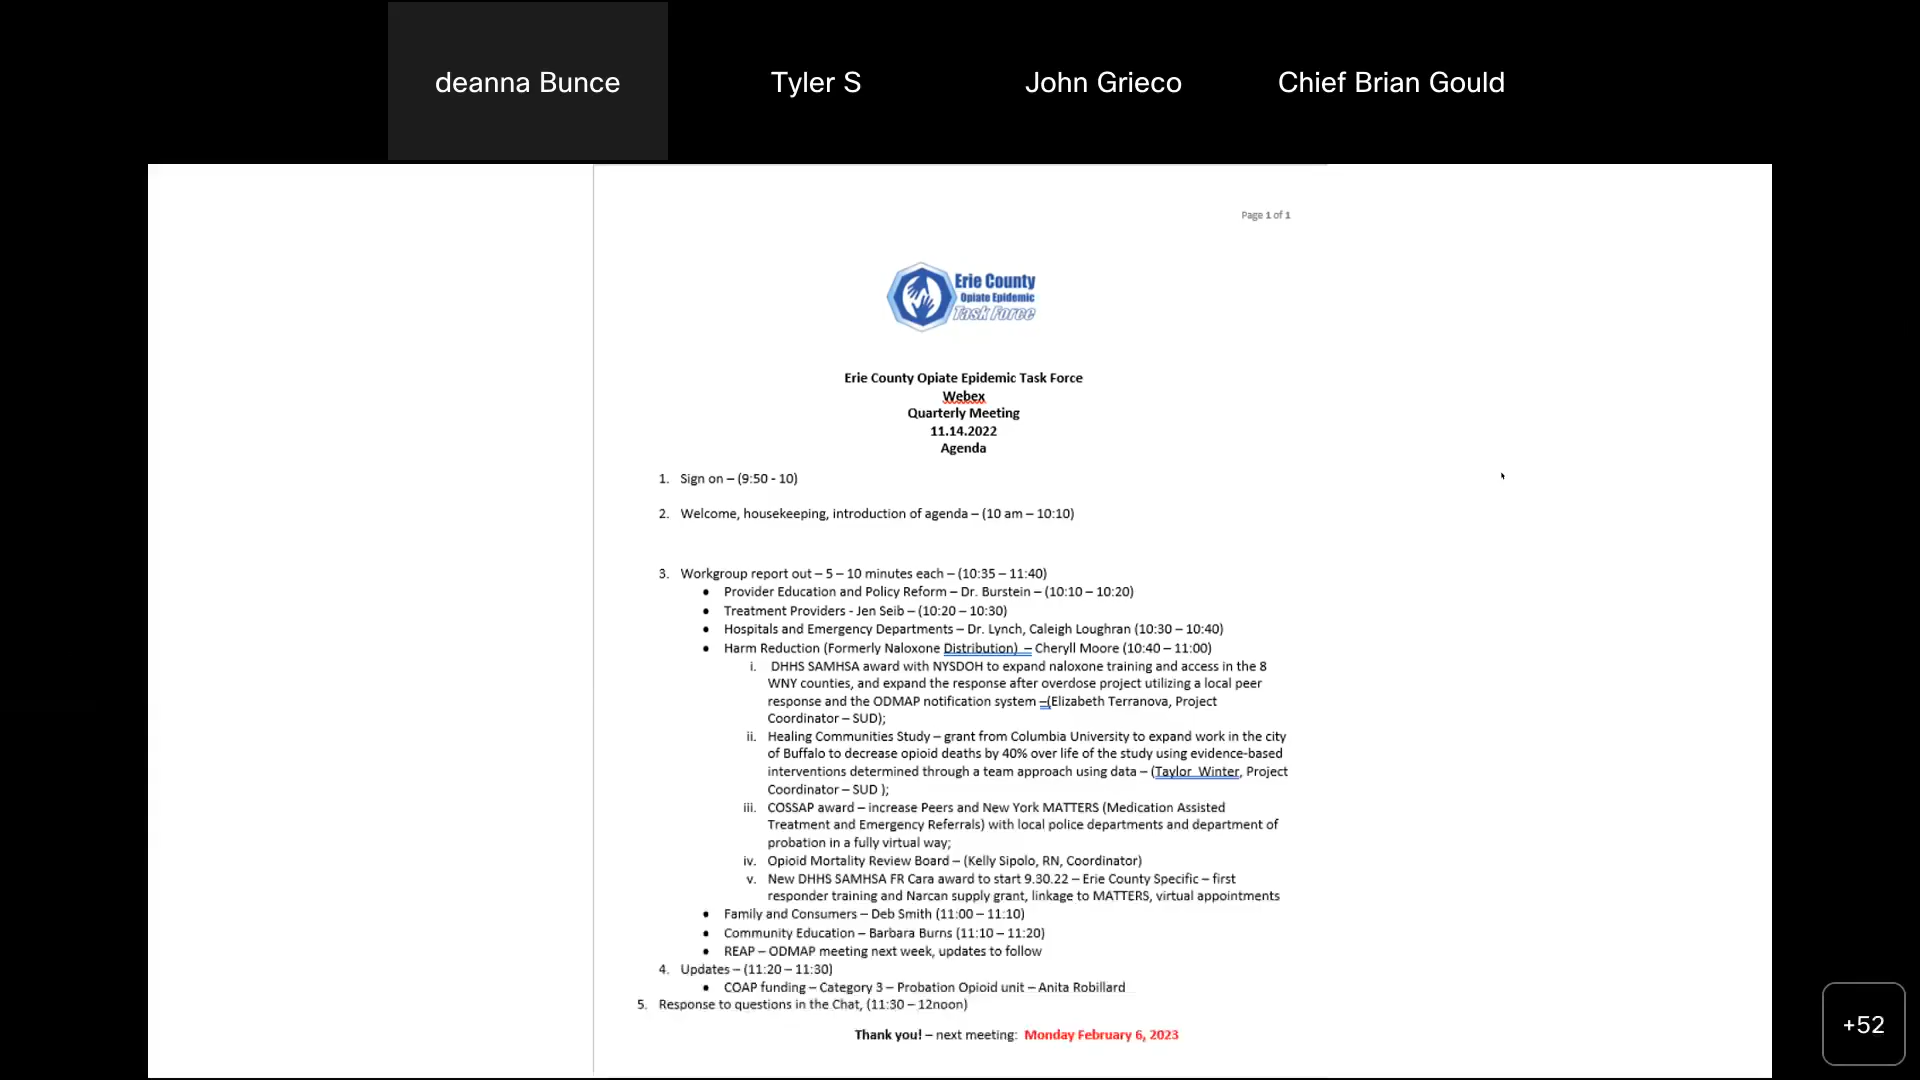 deanna Bunce
Tyler S
John Grieco
Chief Brian Gould
Page 1 of 1
Erie County
Opiate Epidemic
Task Force
Erie County Opiate Epidemic Task Force
Webex
Quarterly Meeting
11.14.2022
Agenda
1. Sign on – (9:50 - 10)
2. Welcome, housekeeping, introduction of agenda – (10 am – 10:10)
3. Workgroup report out – 5 – 10 minutes each – (10:35 – 11:40)
• Provider Education and Policy Reform – Dr. Burstein – (10:10 – 10:20)
• Treatment Providers - Jen Seib – (10:20 – 10:30)
• Hospitals and Emergency Departments – Dr. Lynch, Caleigh Loughran (10:30 – 10:40)
• Harm Reduction (Formerly Naloxone Distribution) – Cheryll Moore (10:40 – 11:00)
i. DHHS SAMHSA award with NYSDOH to expand naloxone training and access in the 8
WNY counties, and expand the response after overdose project utilizing a local peer
response and the ODMAP notification system –(Elizabeth Terranova, Project
Coordinator – SUD);
ii. Healing Communities Study – grant from Columbia University to expand work in the city
of Buffalo to decrease opioid deaths by 40% over life of the study using evidence-based
interventions determined through a team approach using data – (Taylor Winter, Project
Coordinator – SUD );
iii. COSSAP award – increase Peers and New York MATTERS (Medication Assisted
Treatment and Emergency Referrals) with local police departments and department of
probation in a fully virtual way;
iv. Opioid Mortality Review Board – (Kelly Sipolo, RN, Coordinator)
v. New DHHS SAMHSA FR Cara award to start 9.30.22 – Erie County Specific – first
responder training and Narcan supply grant, linkage to MATTERS, virtual appointments
• Family and Consumers – Deb Smith (11:00 – 11:10)
• Community Education – Barbara Burns (11:10 – 11:20)
• REAP – ODMAP meeting next week, updates to follow
4. Updates – (11:20 – 11:30)
• COAP funding – Category 3 – Probation Opioid unit – Anita Robillard
5. Response to questions in the Chat, (11:30 – 12noon)
Thank you! – next meeting: Monday February 6, 2023
+52